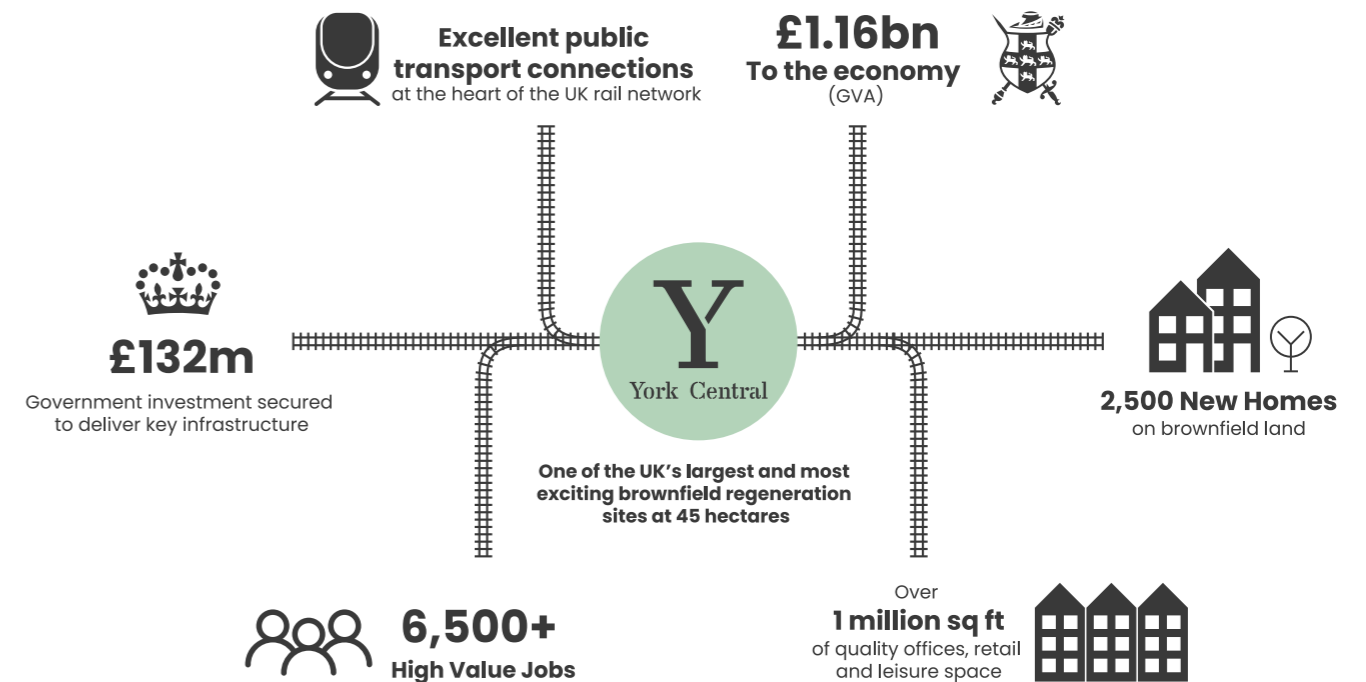 Excellent public
transport connections
at the heart of the UK rail network
£1.16bn
To the economy
(GVA)
£132m
Government investment secured
to deliver key infrastructure
Y
York Central
One of the UK's largest and most
exciting brownfield regeneration
sites at 45 hectares
2,500 New Homes
on brownfield land
6,500+
High Value Jobs
Over
1 million sq ft
of quality offices, retail
and leisure space